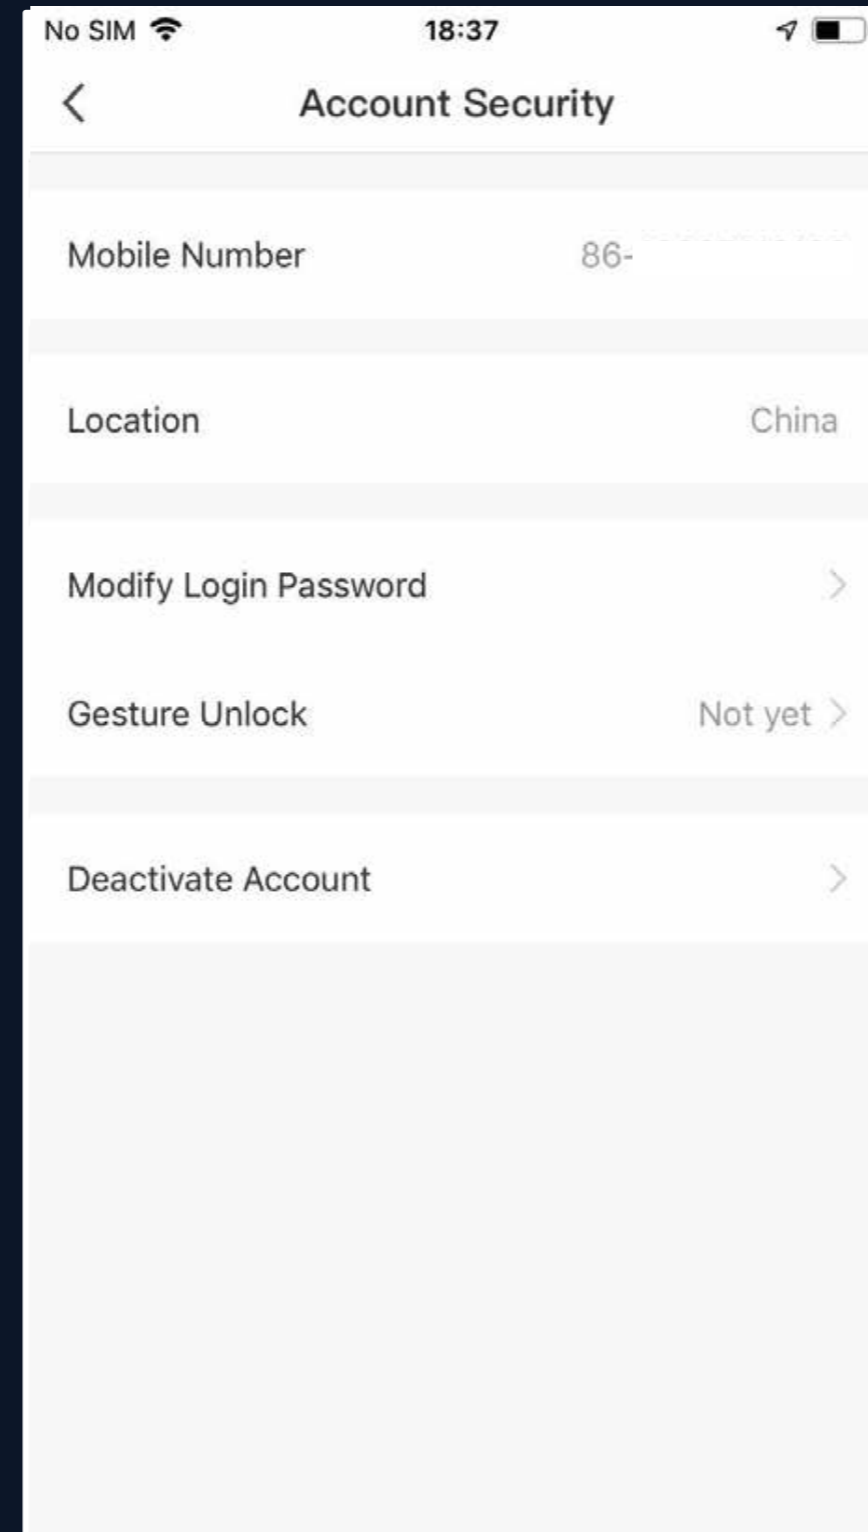 No SIM 18:37
Account Security
Mobile Number 86-
Location China
Modify Login Password
Gesture Unlock Not yet
Deactivate Account